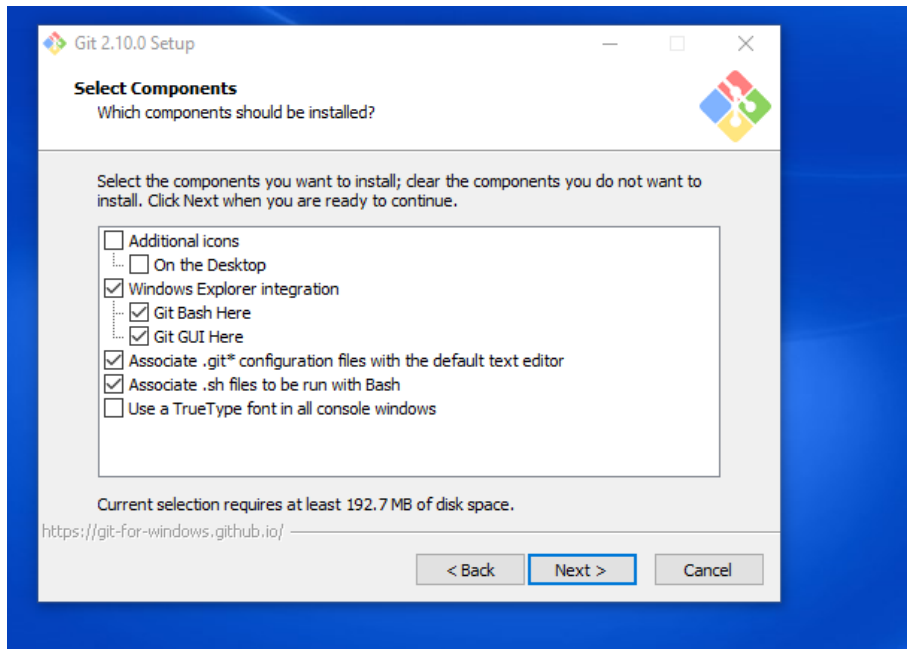 Git 2.10.0 Setup
Select Components
Which components should be installed?
Select the components you want to install; clear the components you do not want to
install. Click Next when you are ready to continue.
Additional icons
On the Desktop
Windows Explorer integration
Git Bash Here
Git GUI Here
Associate .git* configuration files with the default text editor
Associate .sh files to be run with Bash
Use a TrueType font in all console windows
Current selection requires at least 192.7 MB of disk space.
https://git-for-windows.github.io/
< Back Next > Cancel